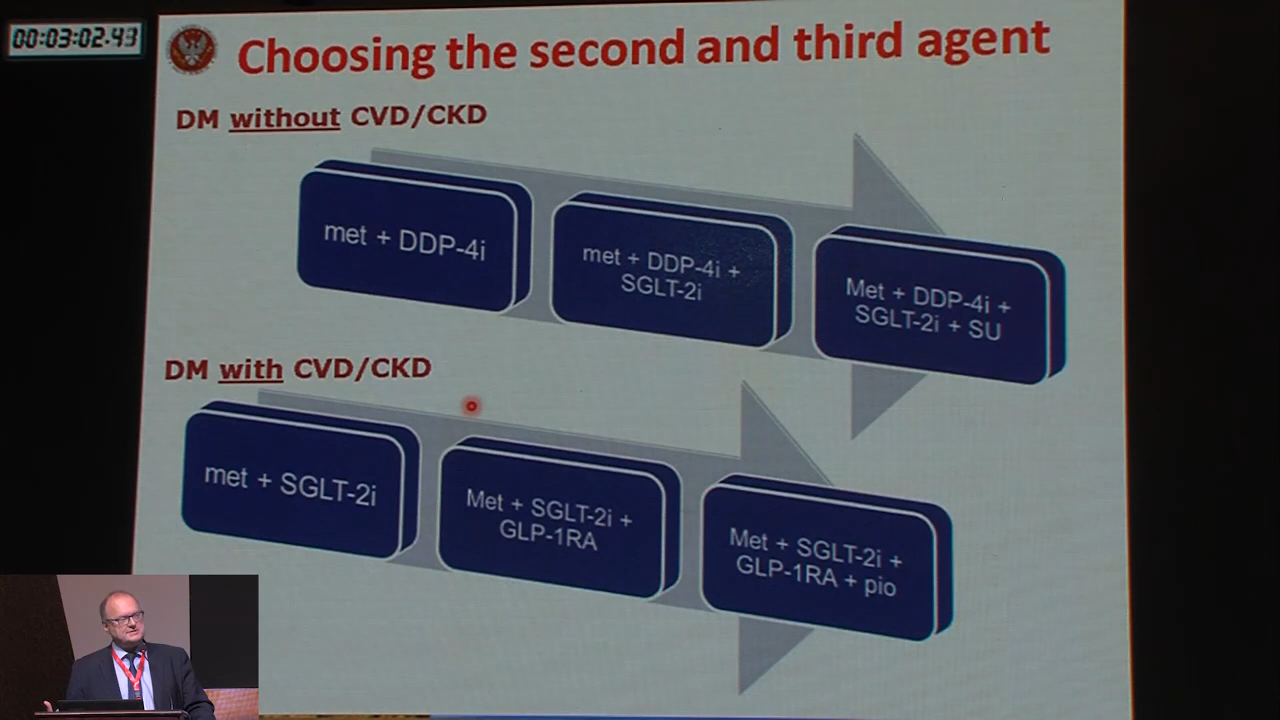 00:03:02.43
Choosing the second and third agent
DM without CVD/CKD
met + DDP-4i
met + DDP-4i +
SGLT-2i
Met + DDP-4i +
SGLT-2i + SU
DM with CVD/CKD
met + SGLT-2i
Met + SGLT-2i +
GLP-1RA
Met + SGLT-2i +
GLP-1RA + pio